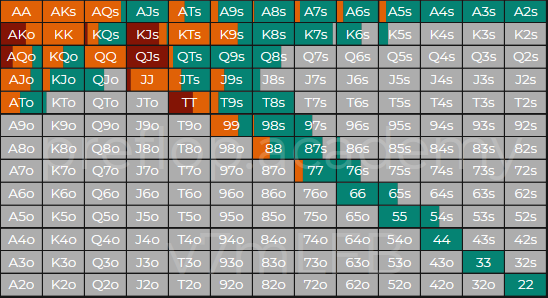 AA AKs AQs AJs ATs A9s A8s A7s A6s A5s A4s A3s A2s
AKo KK KQs KJs KTs K9s K8s K7s K6s K5s K4s K3s K2s
AQo KQo QQ QJs QTs Q9s Q8s Q7s Q6s Q5s Q4s Q3s Q2s
AJo KJo QJo JJ JTs J9s J8s J7s J6s J5s J4s J3s J2s
ATo KTo QTo JTo TT T9s T8s T7s T6s T5s T4s T3s T2s
A9o K9o Q9o J9o T9o 99 98s 97s 96s 95s 94s 93s 92s
A8o K8o Q8o J8o T8o 98o 88 87s 86s 85s 84s 83s 82s
preflop.academy
A7o K7o Q7o J7o T7o 97o 87o 77 76s 75s 74s 73s 72s
A6o K6o Q6o J6o T6o 96o 86o 76o 66 65s 64s 63s 62s
A5o K5o Q5o J5o T5o 95o 85o 75o 65o 55 54s 53s 52s
A4o K4o Q4o J4o T4o 94o 84o 74o 64o 54o 44 43s 42s
A3o K3o Q3o J3o T3o 93o 83o 73o 63o 53o 43o 33 32s
A2o K2o Q2o J2o T2o 92o 82o 72o 62o 52o 42o 32o 22